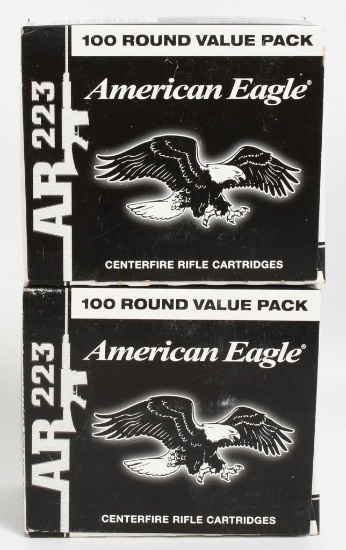 100 ROUND VALUE PACK
American Eagle®
AR 223
CENTERFIRE RIFLE CARTRIDGES
100 ROUND VALUE PACK
American Eagle®
AR 223
CENTERFIRE RIFLE CARTRIDGES